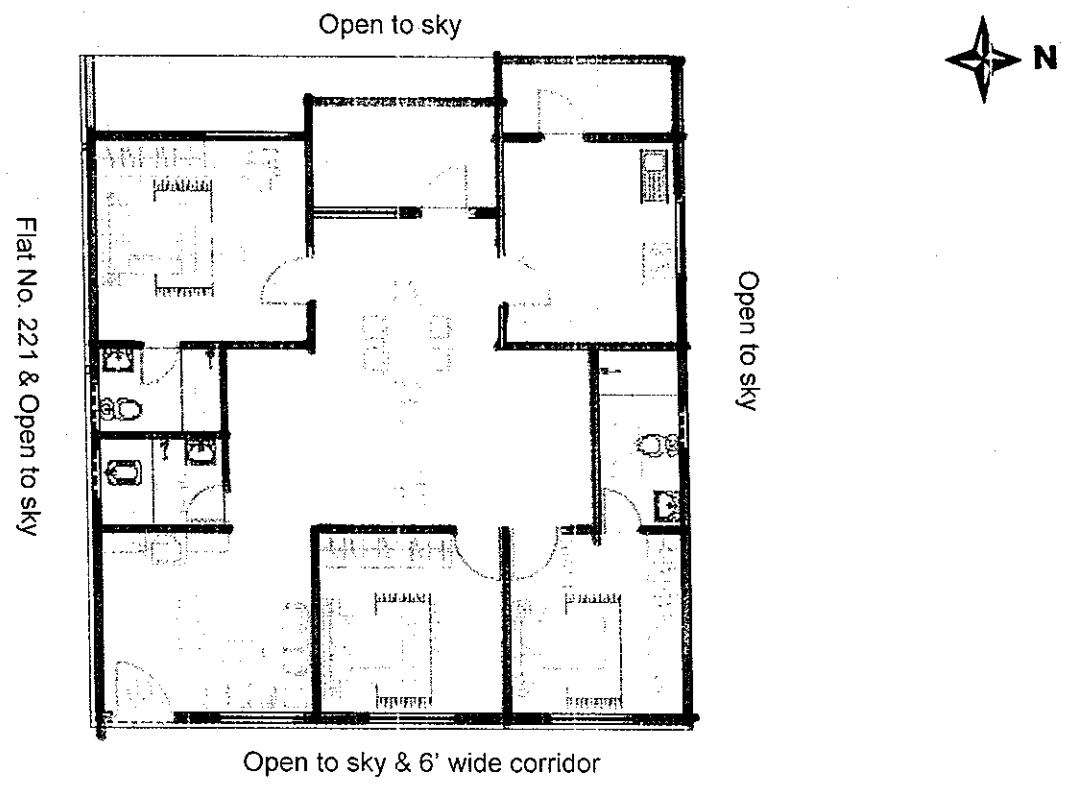 Open to sky
N
Flat No. 221 & Open to sky
Open to sky
Open to sky & 6' wide corridor